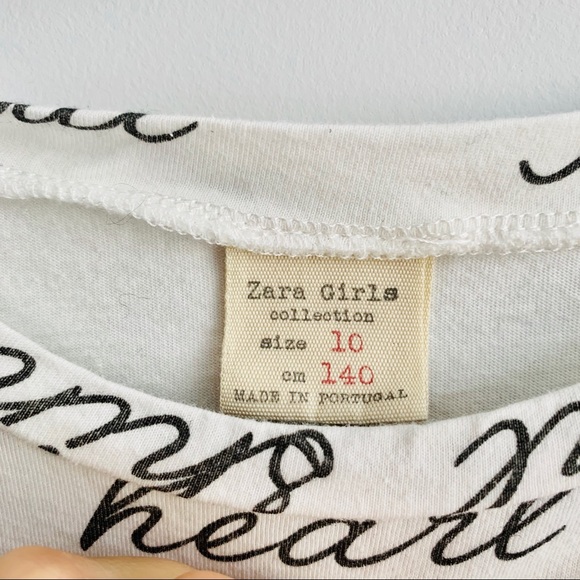 Zara Girls
collection
size 10
cm 140
MADE IN PORTUGAL
heart